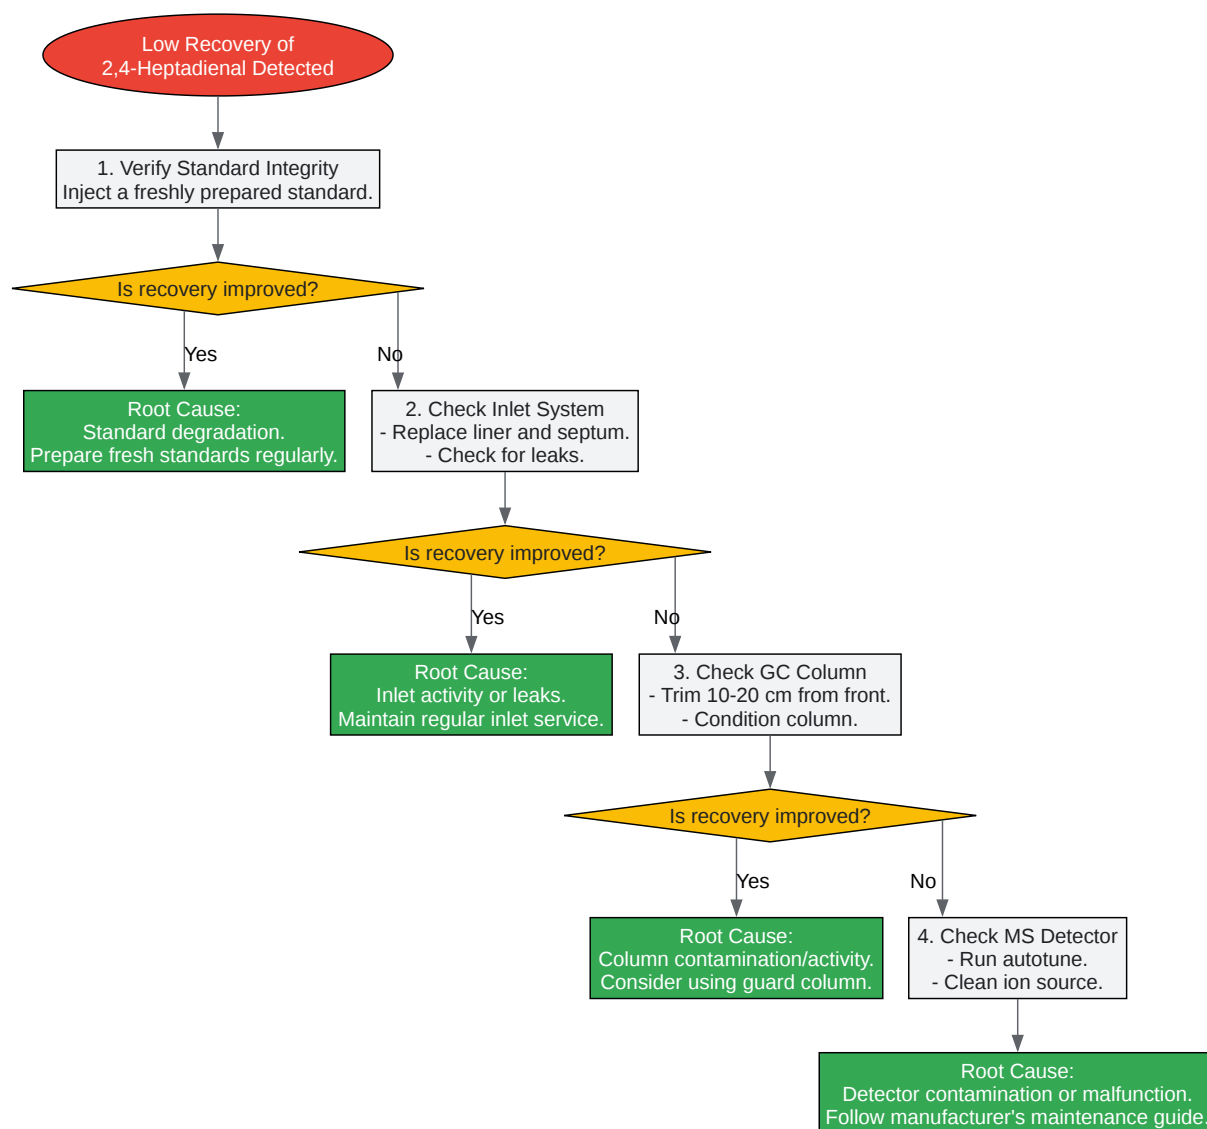 Low Recovery of
2,4-Heptadienal Detected
1. Verify Standard Integrity
Inject a freshly prepared standard.
Is recovery improved?
Yes
No
Root Cause:
Standard degradation.
Prepare fresh standards regularly.
2. Check Inlet System
- Replace liner and septum.
- Check for leaks.
Is recovery improved?
Yes
No
Root Cause:
Inlet activity or leaks.
Maintain regular inlet service.
3. Check GC Column
- Trim 10-20 cm from front.
- Condition column.
Is recovery improved?
Yes
No
Root Cause:
Column contamination/activity.
Consider using guard column.
4. Check MS Detector
- Run autotune.
- Clean ion source.
Root Cause:
Detector contamination or malfunction.
Follow manufacturer's maintenance guide.